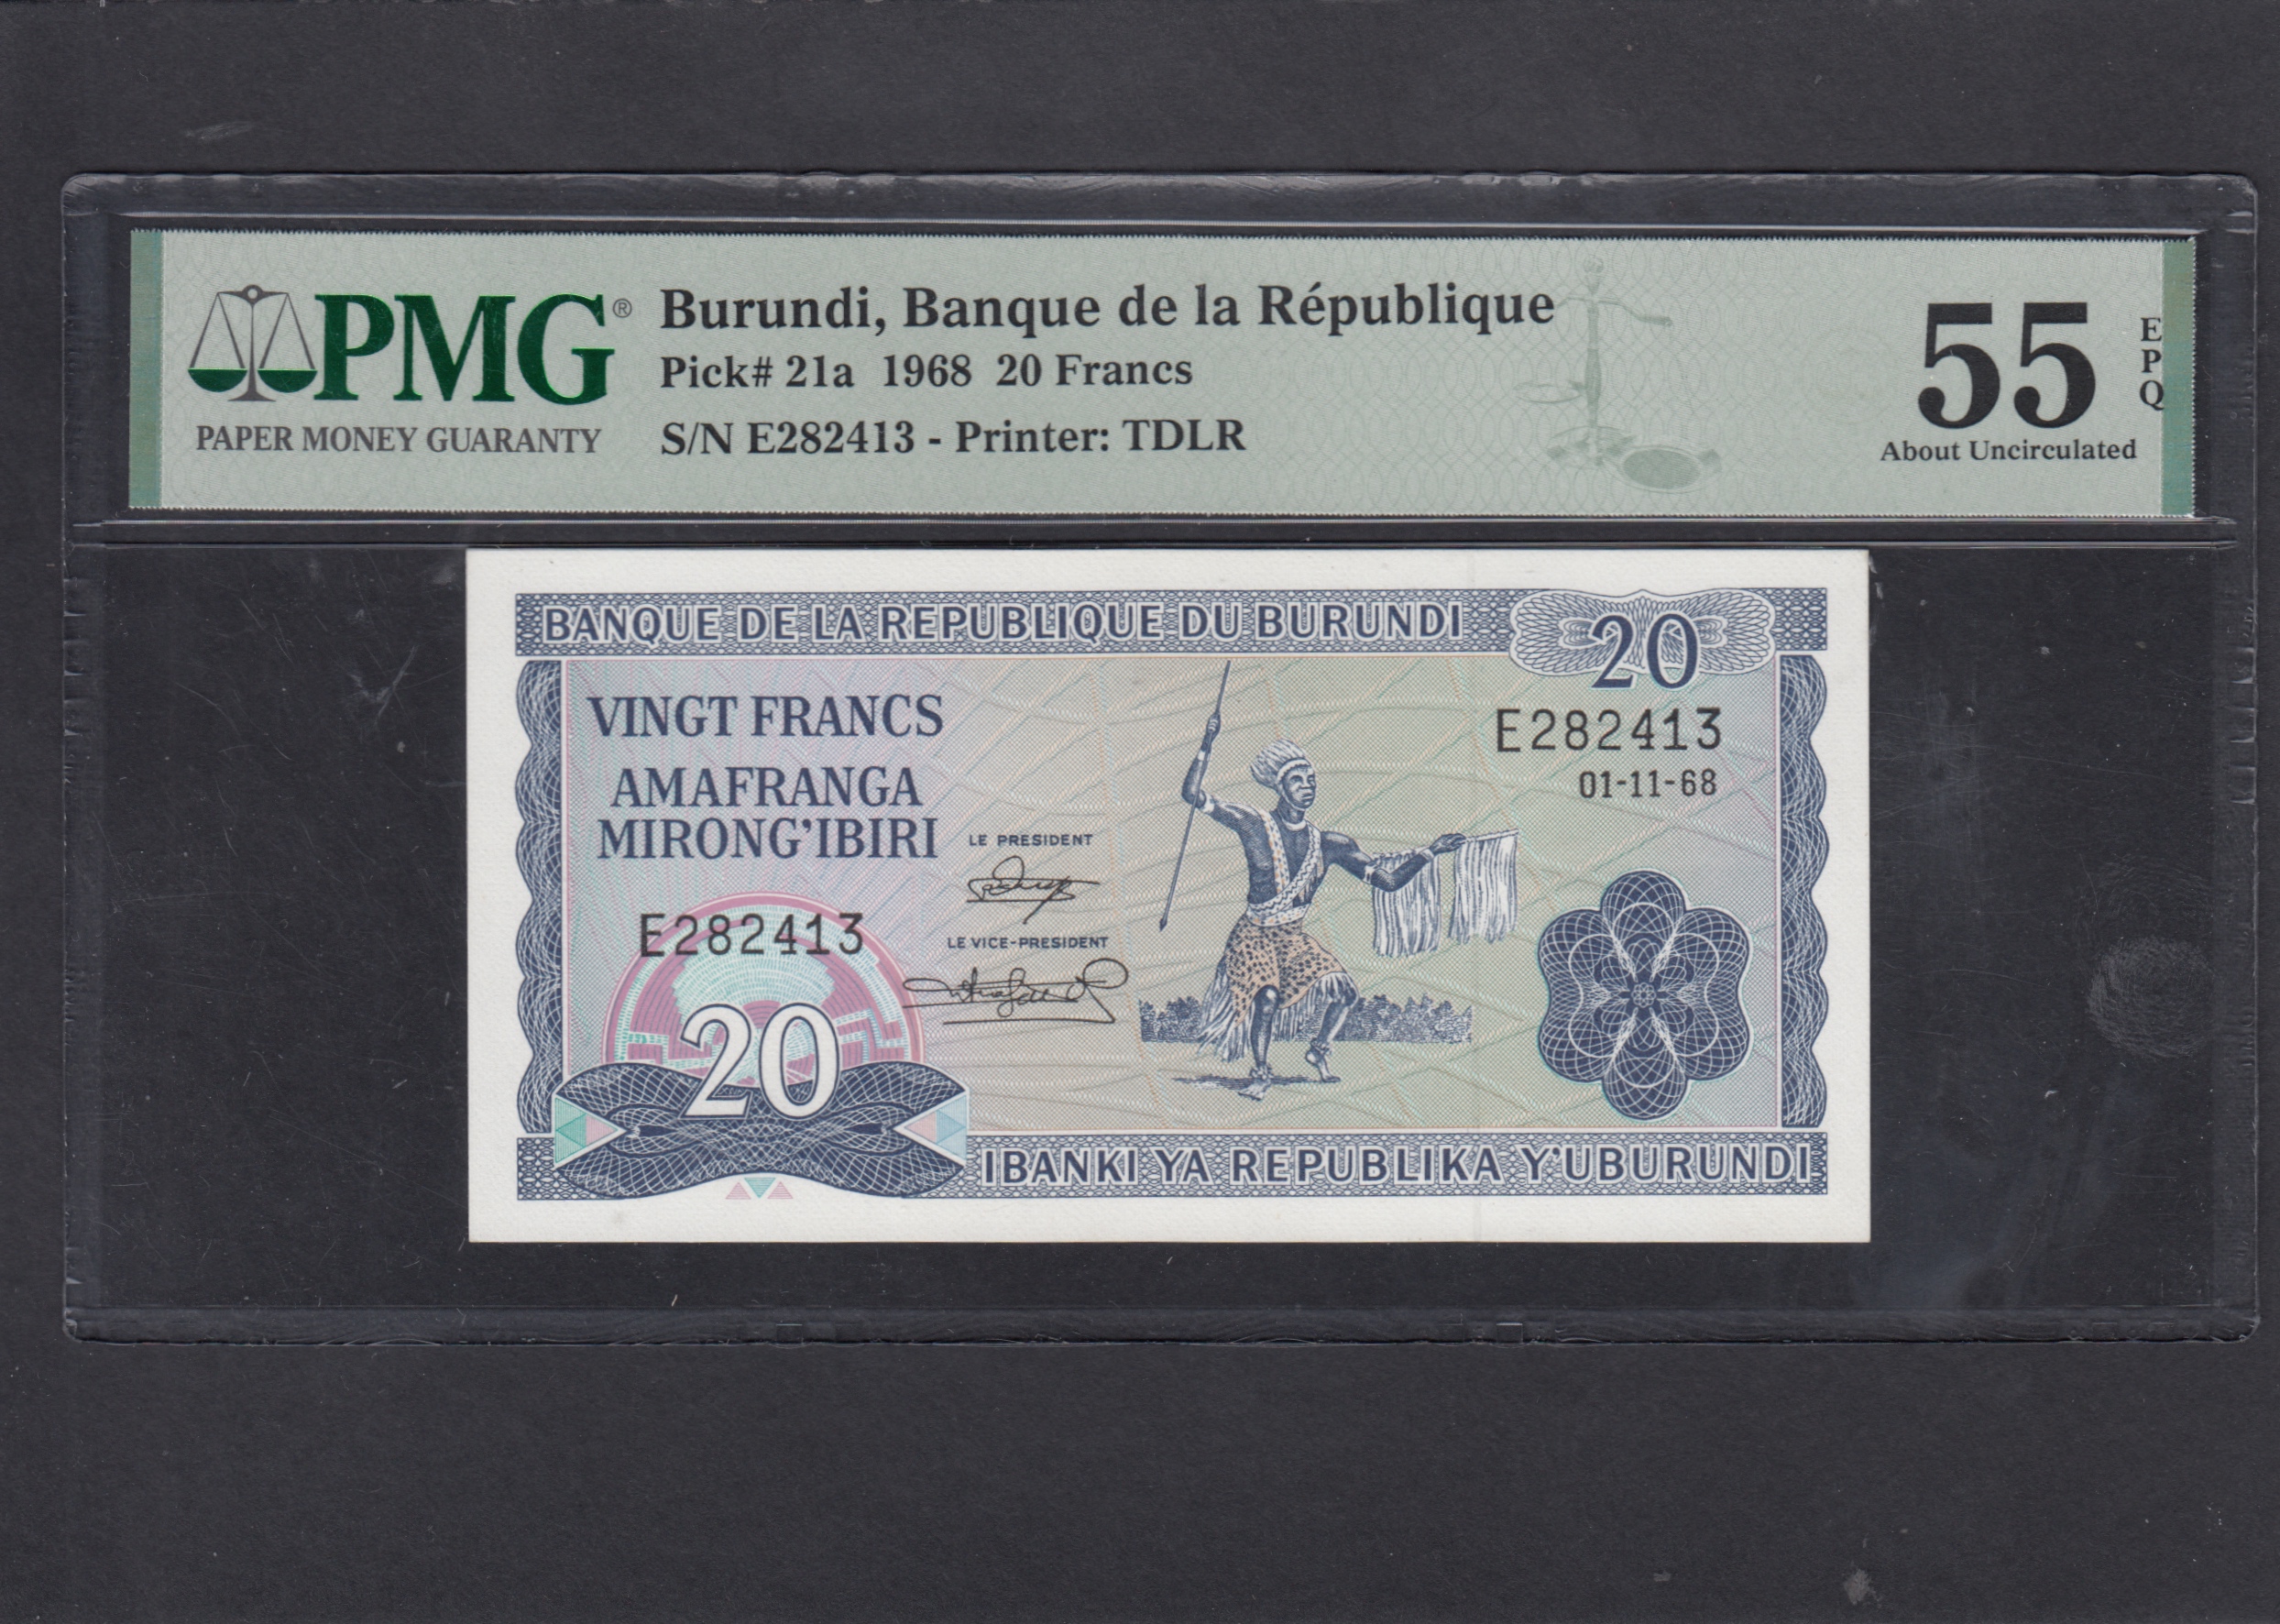 PMG®
PAPER MONEY GUARANTY
Burundi, Banque de la République
Pick# 21a 1968 20 Francs
S/N E282413 - Printer: TDLR
55
EPQ
About Uncirculated
BANQUE DE LA REPUBLIQUE DU BURUNDI
20
VINGT FRANCS
AMAFRANGA
MIRONG'IBIRI
E282413
01-11-68
LE PRESIDENT
E282413
LE VICE-PRESIDENT
20
IBANKI YA REPUBLIKA Y'UBURUNDI